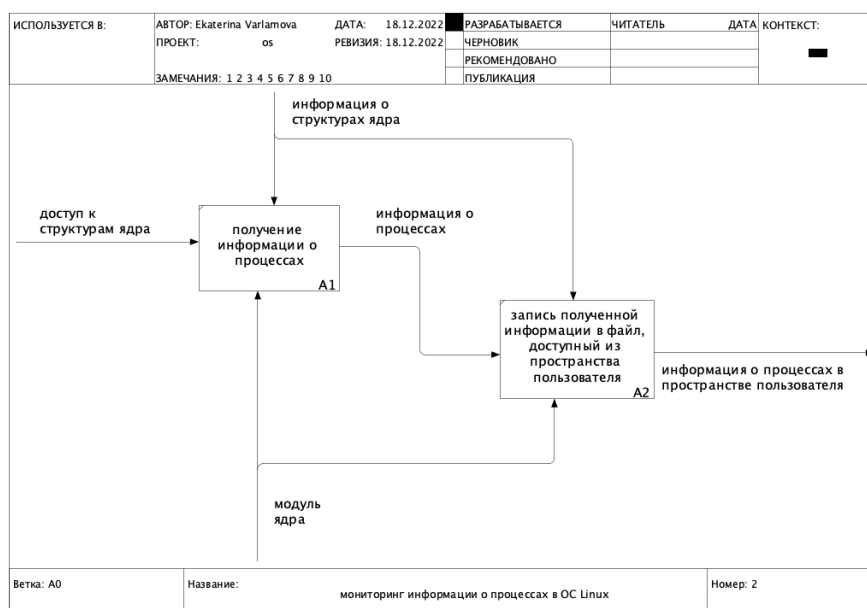 ИСПОЛЬЗУЕТСЯ В:
АВТОР: Ekaterina Varlamova
ДАТА: 18.12.2022
РАЗРАБАТЫВАЕТСЯ
ЧИТАТЕЛЬ
ДАТА
КОНТЕКСТ:
ПРОЕКТ: os
РЕВИЗИЯ: 18.12.2022
ЧЕРНОВИК
РЕКОМЕНДОВАНО
ЗАМЕЧАНИЯ: 1 2 3 4 5 6 7 8 9 10
ПУБЛИКАЦИЯ
информация о
структурах ядра
доступ к
структурам ядра
получение
информации о
процессах
A1
информация о
процессах
запись полученной
информации в файл,
доступный из
пространства
пользователя
A2
информация о процессах в
пространстве пользователя
модуль
ядра
Ветка: A0
Название:
мониторинг информации о процессах в ОС Linux
Номер: 2